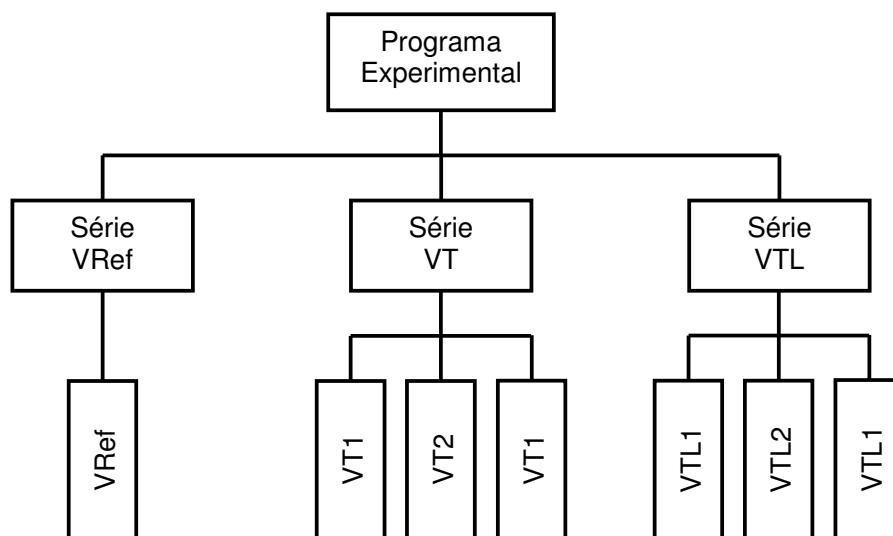 Programa
Experimental
Série
VRef
Série
VT
Série
VTL
VRef
VT1
VT2
VT1
VTL1
VTL2
VTL1